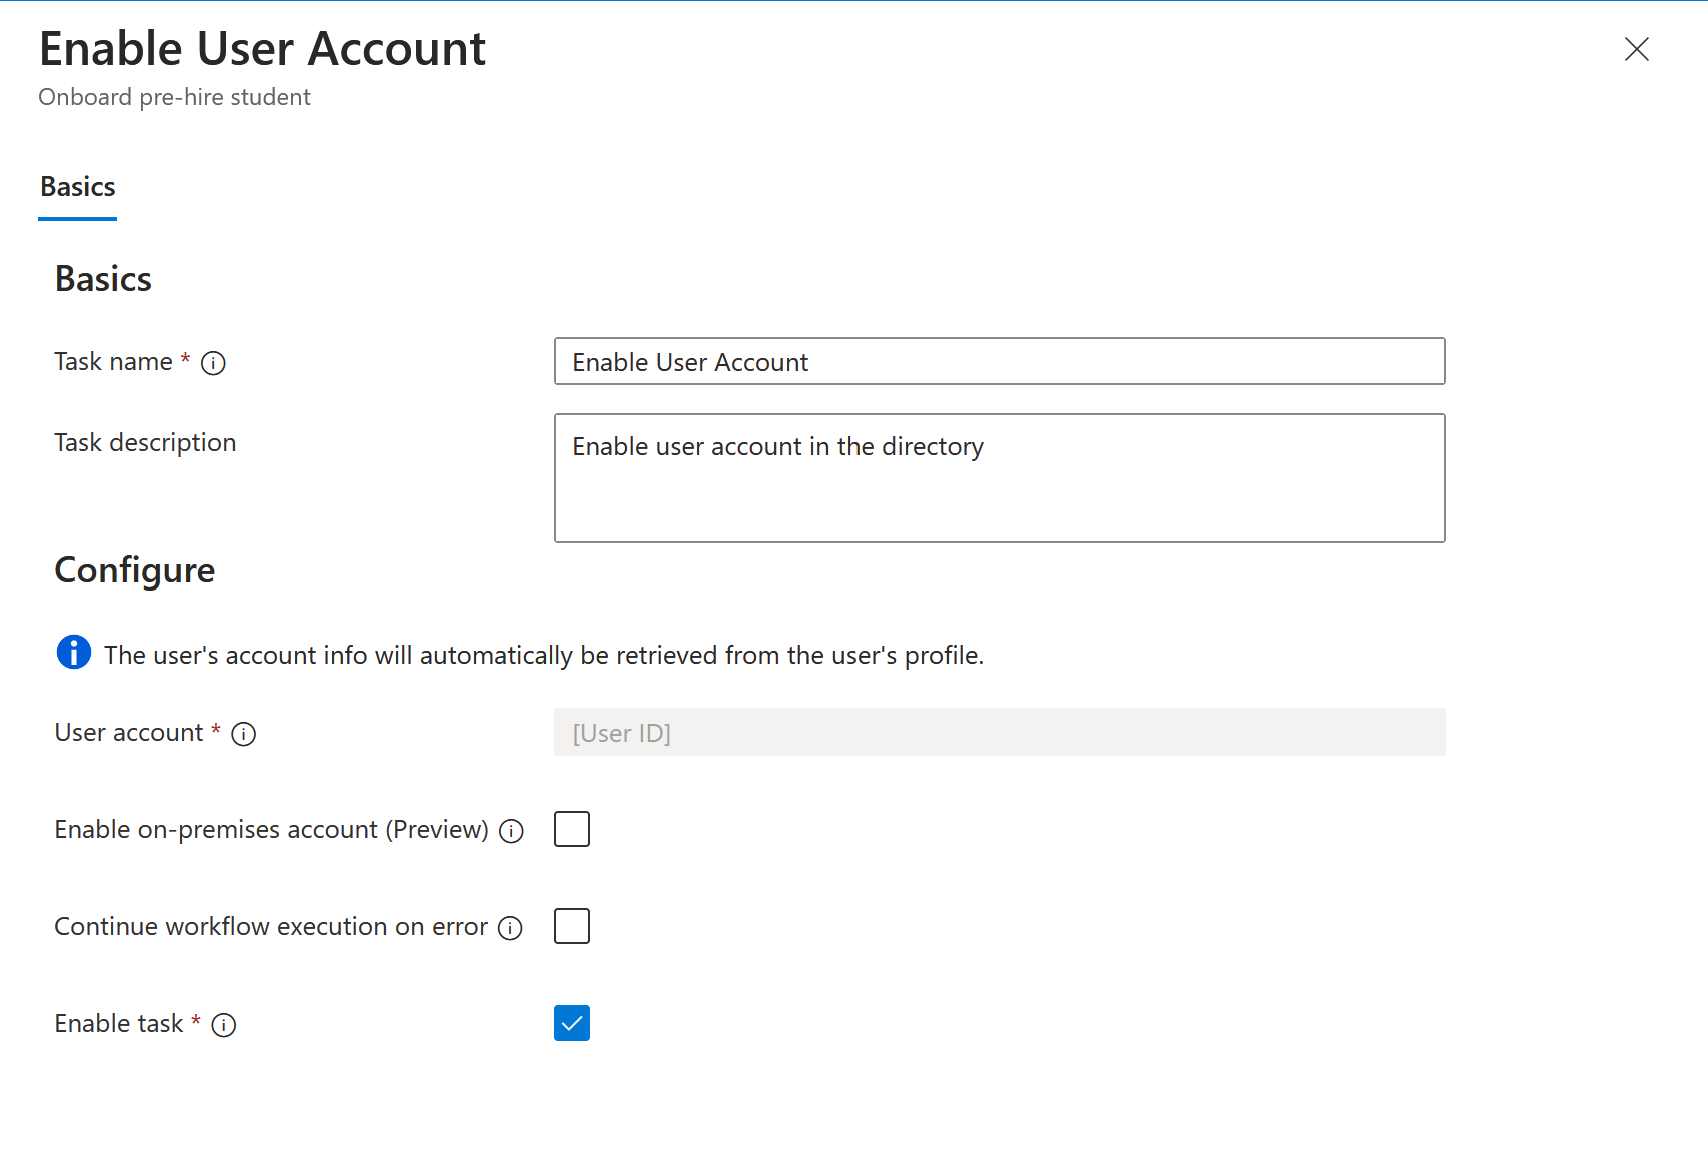 Enable User Account
Onboard pre-hire student
Basics
Basics
Task name *
Enable User Account
Task description
Enable user account in the directory
Configure
The user's account info will automatically be retrieved from the user's profile.
User account *
[User ID]
Enable on-premises account (Preview)
Continue workflow execution on error
Enable task *